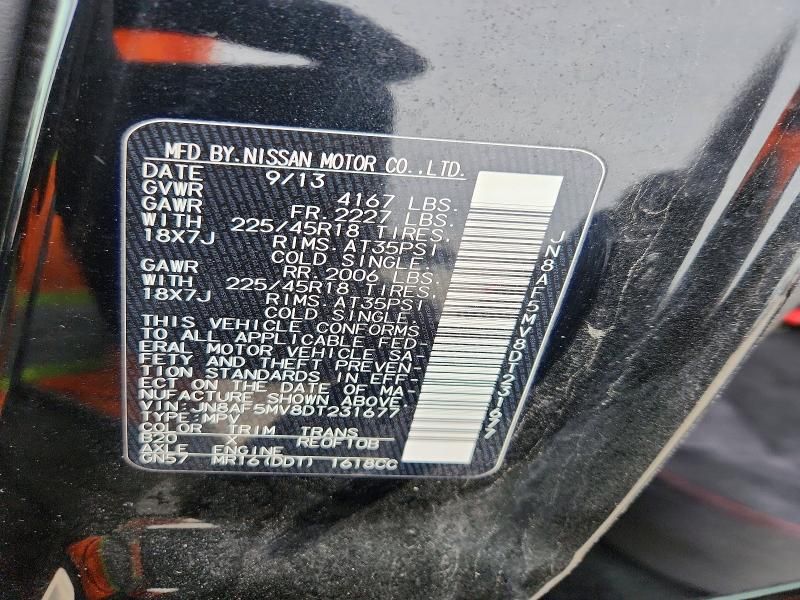 MFD BY.NISSAN MOTOR CO.,LTD.
DATE 9/13
GVWR 4167 LBS.
GAWR FR.2227 LBS.
WITH 225/45R18 TIRES,
18X7J RIMS,AT35PSI
COLD SINGLE.
GAWR RR.2006 LBS.
WITH 225/45R18 TIRES,
18X7J RIMS,AT35PSI
COLD SINGLE.
THIS VEHICLE CONFORMS
TO ALL APPLICABLE FED-
ERAL MOTOR VEHICLE SA-
FETY AND THEFT PREVEN-
TION STANDARDS IN EFF-
ECT ON THE DATE OF MA-
NUFACTURE SHOWN ABOVE
VIN:JN8AF5MV8DT231677
TYPE:MPV
COLOR TRIM TRANS
B20 X RE0FT0B
AXLE ENGINE
GN57 MR16(DDT) 1618CC
JN8AF5MV8DT231677